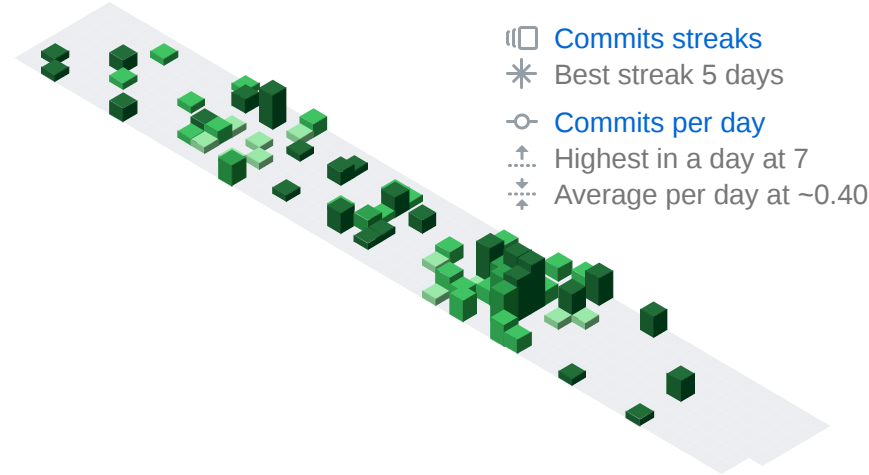 Commits streaks
Best streak 5 days
Commits per day
Highest in a day at 7
Average per day at ~0.40